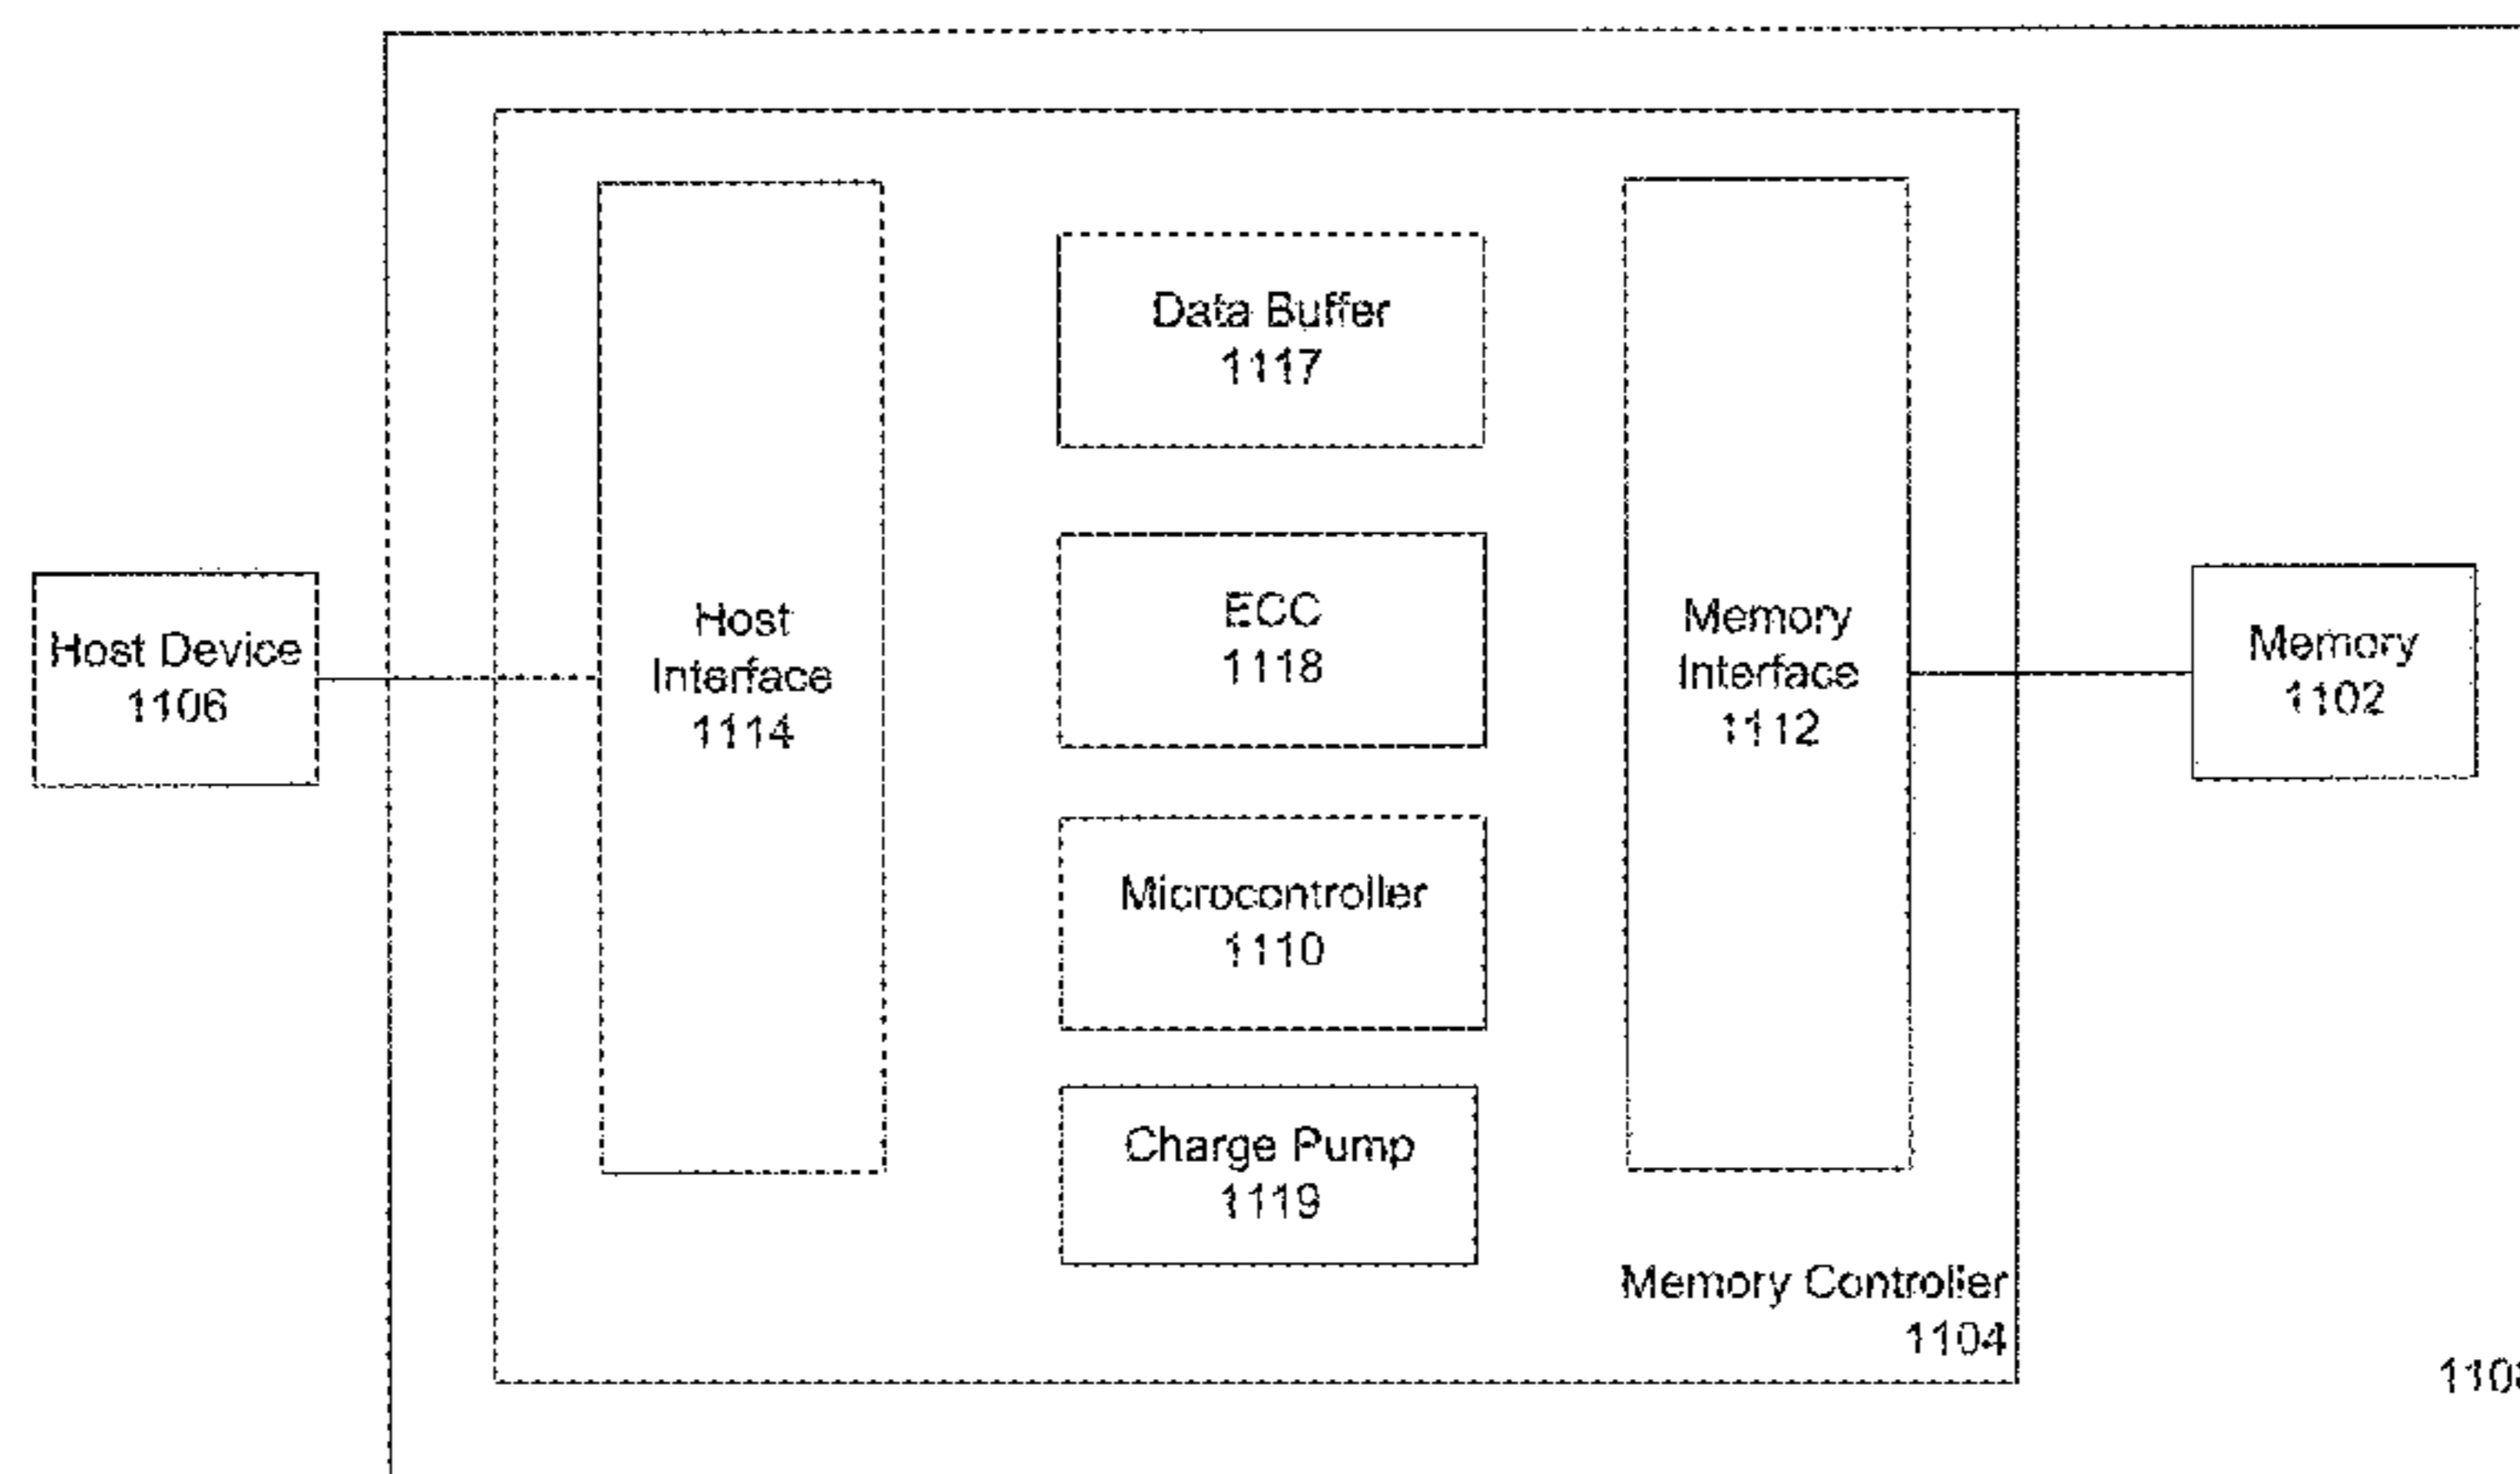 Data Buffer
1117
Host Device
1106
Host
Interface
1114
ECC
1118
Memory
Interface
1112
Memory
1102
Microcontroller
1110
Charge Pump
1119
Memory Controller
1104